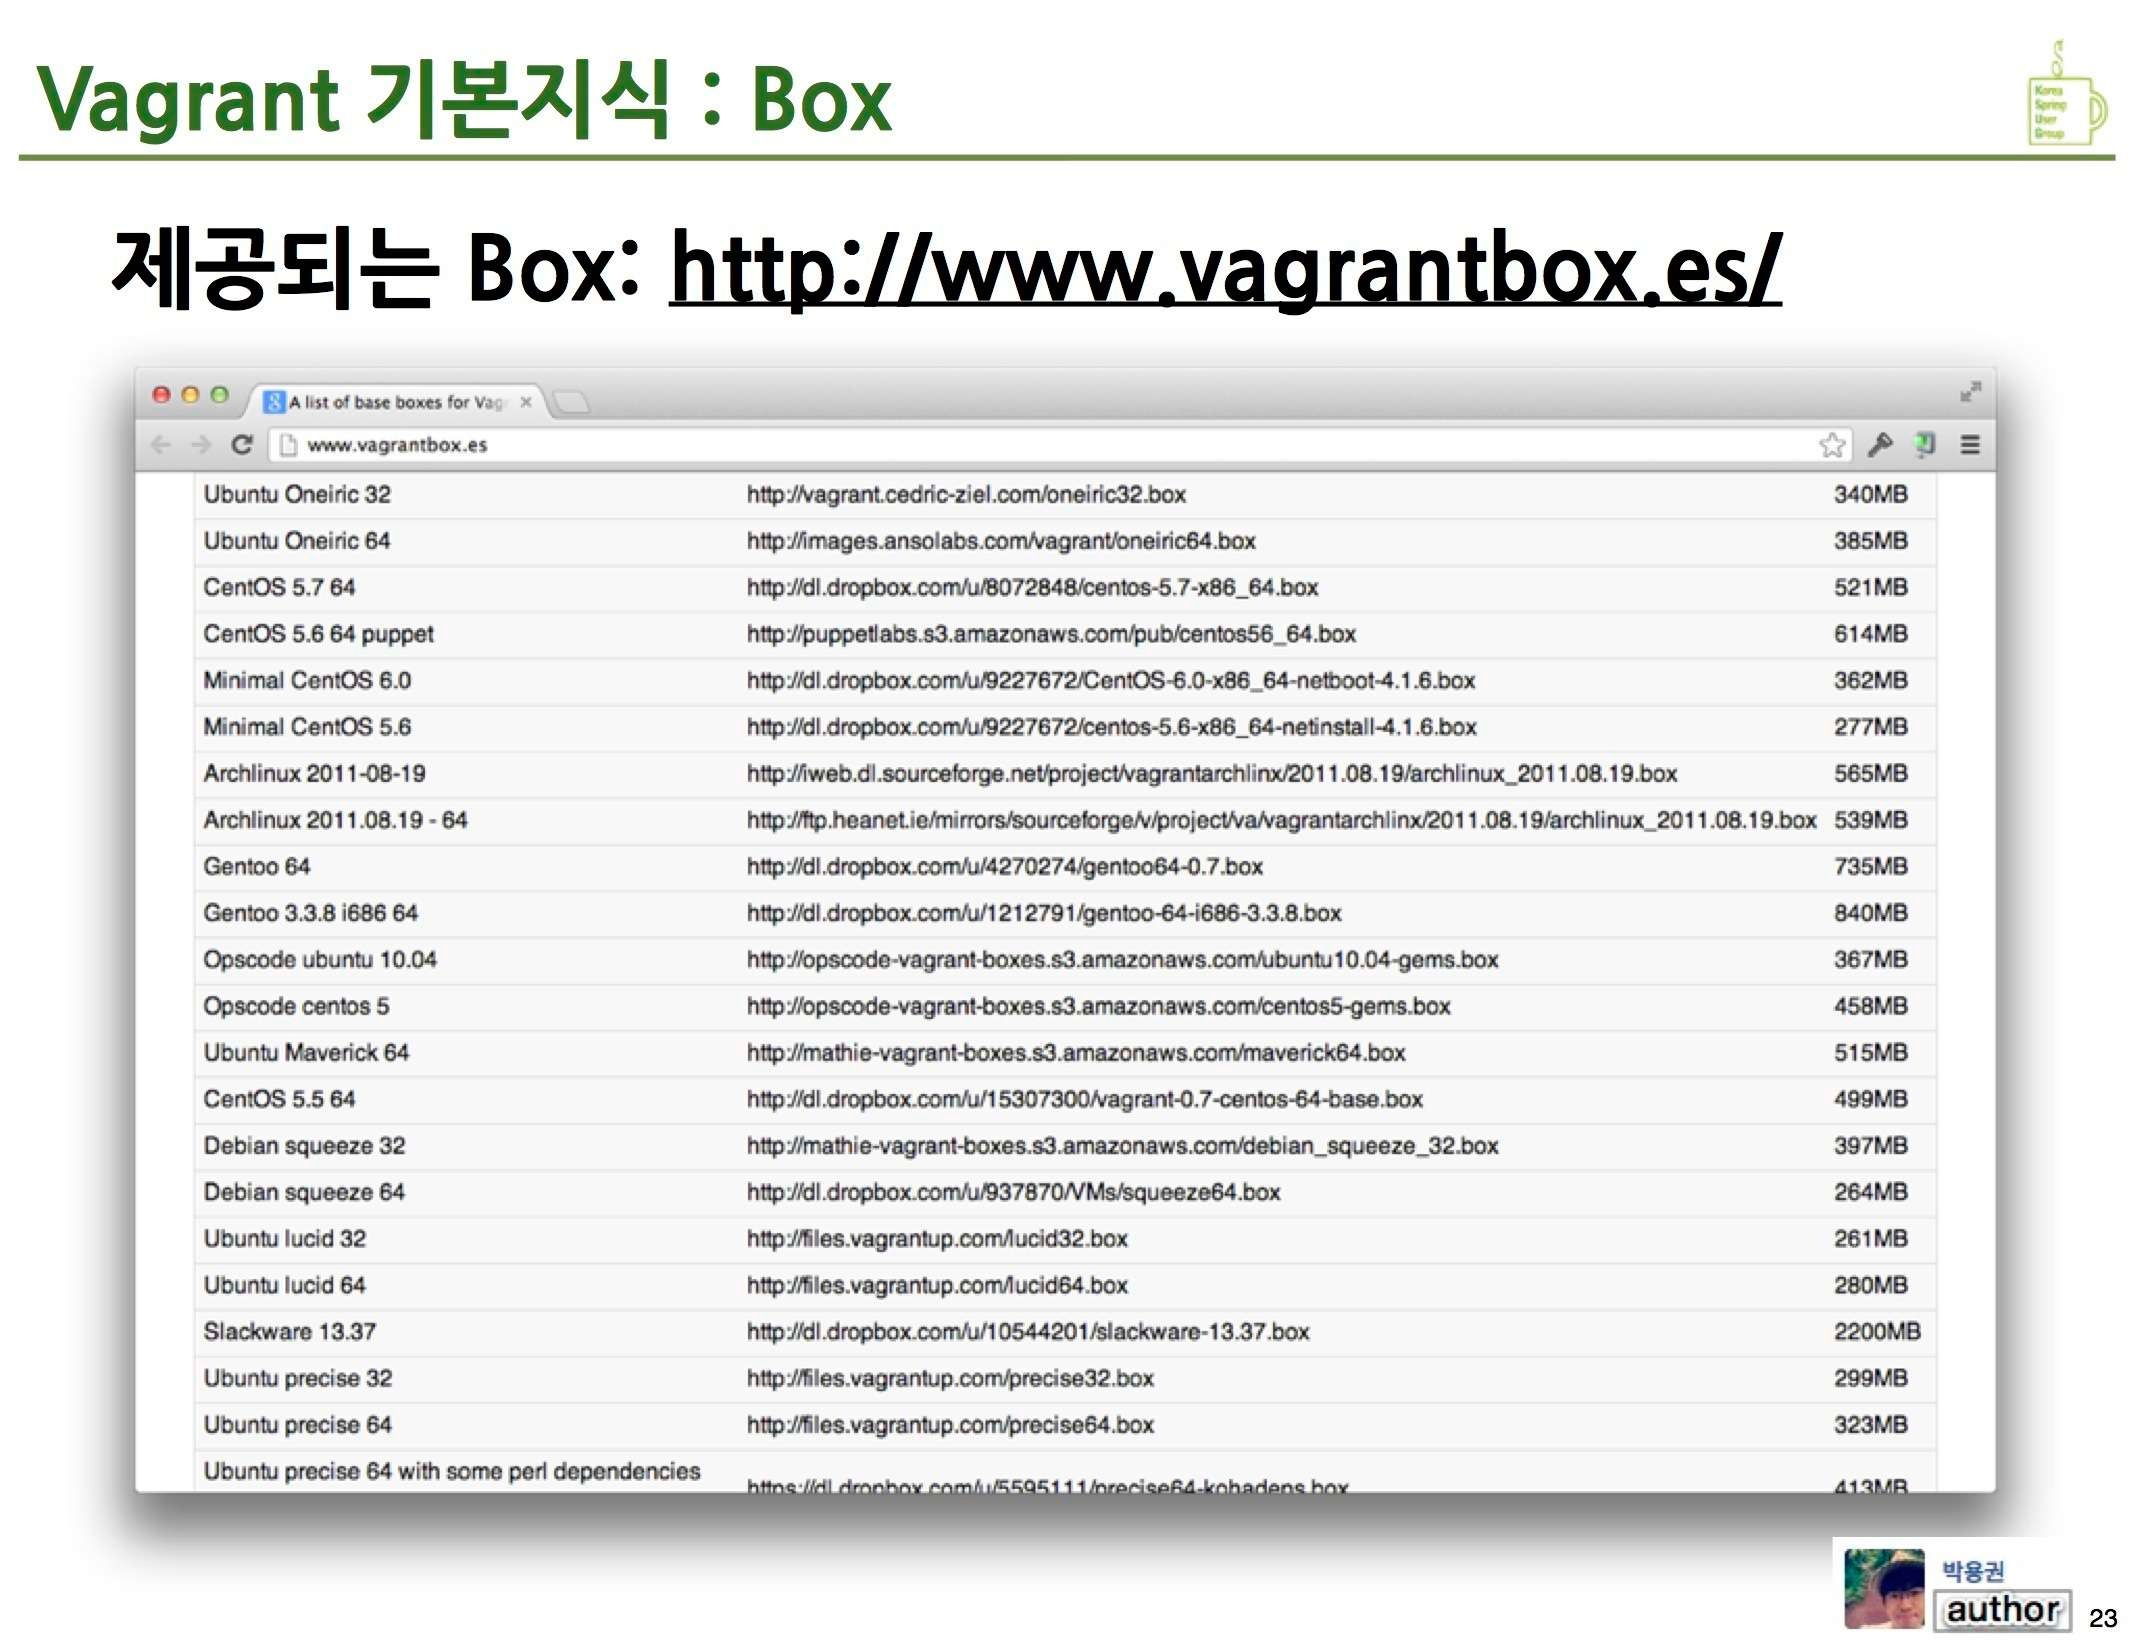 Vagrant 기본지식 : Box
Korea
Spring
User
Group
제공되는 Box: http://www.vagrantbox.es/
A list of base boxes for Vag
www.vagrantbox.es
Ubuntu Oneiric 32 http://vagrant.cedric-ziel.com/oneiric32.box 340MB
Ubuntu Oneiric 64 http://images.ansolabs.com/vagrant/oneiric64.box 385MB
CentOS 5.7 64 http://dl.dropbox.com/u/8072848/centos-5.7-x86_64.box 521MB
CentOS 5.6 64 puppet http://puppetlabs.s3.amazonaws.com/pub/centos56_64.box 614MB
Minimal CentOS 6.0 http://dl.dropbox.com/u/9227672/CentOS-6.0-x86_64-netboot-4.1.6.box 362MB
Minimal CentOS 5.6 http://dl.dropbox.com/u/9227672/centos-5.6-x86_64-netinstall-4.1.6.box 277MB
Archlinux 2011-08-19 http://iweb.dl.sourceforge.net/project/vagrantarchlinx/2011.08.19/archlinux_2011.08.19.box 565MB
Archlinux 2011.08.19 - 64 http://ftp.heanet.ie/mirrors/sourceforge/v/project/va/vagrantarchlinx/2011.08.19/archlinux_2011.08.19.box 539MB
Gentoo 64 http://dl.dropbox.com/u/4270274/gentoo64-0.7.box 735MB
Gentoo 3.3.8 i686 64 http://dl.dropbox.com/u/1212791/gentoo-64-i686-3.3.8.box 840MB
Opscode ubuntu 10.04 http://opscode-vagrant-boxes.s3.amazonaws.com/ubuntu10.04-gems.box 367MB
Opscode centos 5 http://opscode-vagrant-boxes.s3.amazonaws.com/centos5-gems.box 458MB
Ubuntu Maverick 64 http://mathie-vagrant-boxes.s3.amazonaws.com/maverick64.box 515MB
CentOS 5.5 64 http://dl.dropbox.com/u/15307300/vagrant-0.7-centos-64-base.box 499MB
Debian squeeze 32 http://mathie-vagrant-boxes.s3.amazonaws.com/debian_squeeze_32.box 397MB
Debian squeeze 64 http://dl.dropbox.com/u/937870/VMs/squeeze64.box 264MB
Ubuntu lucid 32 http://files.vagrantup.com/lucid32.box 261MB
Ubuntu lucid 64 http://files.vagrantup.com/lucid64.box 280MB
Slackware 13.37 http://dl.dropbox.com/u/10544201/slackware-13.37.box 2200MB
Ubuntu precise 32 http://files.vagrantup.com/precise32.box 299MB
Ubuntu precise 64 http://files.vagrantup.com/precise64.box 323MB
Ubuntu precise 64 with some perl dependencies https://dl.dropbox.com/u/5595111/precise64-kohadeps.box 413MB
박용권
author
23